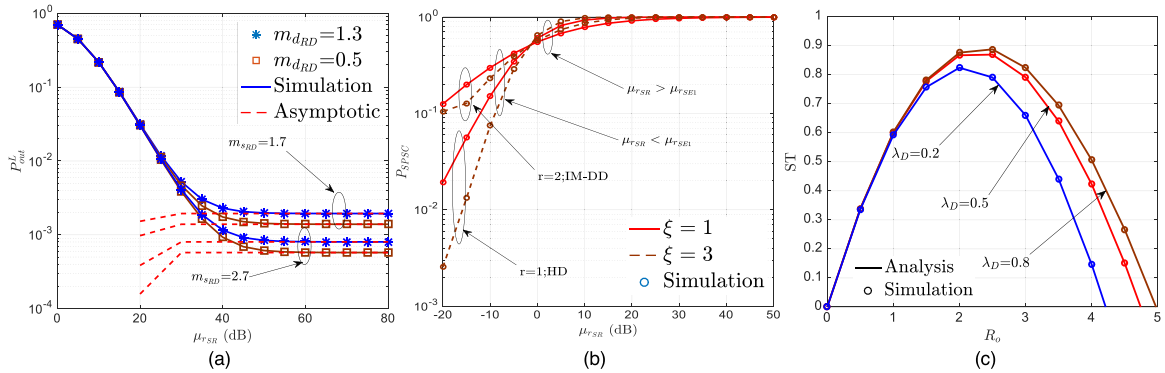 10^0
10^-1
10^-2
10^-3
10^-4
P^L_out
0
20
40
60
80
μ_rSR (dB)
m_dRD=1.3
m_dRD=0.5
Simulation
Asymptotic
m_sRD=1.7
m_sRD=2.7
(a)
10^0
10^-1
10^-2
10^-3
P_SPSC
-20
-10
0
10
20
30
40
50
μ_rSR (dB)
μ_rSR > μ_rSE1
μ_rSR < μ_rSE1
r=2;IM-DD
r=1;HD
ξ = 1
ξ = 3
Simulation
(b)
1
0.9
0.8
0.7
0.6
0.5
0.4
0.3
0.2
0.1
0
ST
0
1
2
3
4
5
R_o
λ_D=0.2
λ_D=0.5
λ_D=0.8
Analysis
Simulation
(c)